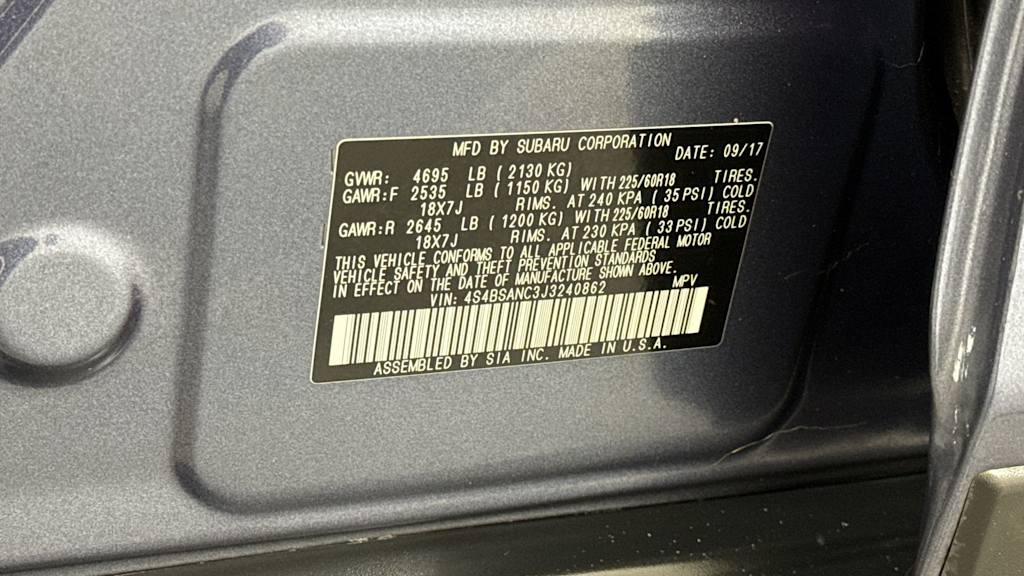 MFD BY SUBARU CORPORATION
DATE: 09/17
GVWR: 4695 LB ( 2130 KG)
GAWR:F 2535 LB ( 1150 KG) WITH 225/60R18 TIRES.
18X7J RIMS. AT 240 KPA ( 35 PSI) COLD
GAWR:R 2645 LB ( 1200 KG) WITH 225/60R18 TIRES.
18X7J RIMS. AT 230 KPA ( 33 PSI) COLD
THIS VEHICLE CONFORMS TO ALL APPLICABLE FEDERAL MOTOR
VEHICLE SAFETY AND THEFT PREVENTION STANDARDS
IN EFFECT ON THE DATE OF MANUFACTURE SHOWN ABOVE.
VIN: 4S4BSANC3J3240862 MPV
ASSEMBLED BY SIA INC. MADE IN U.S.A.